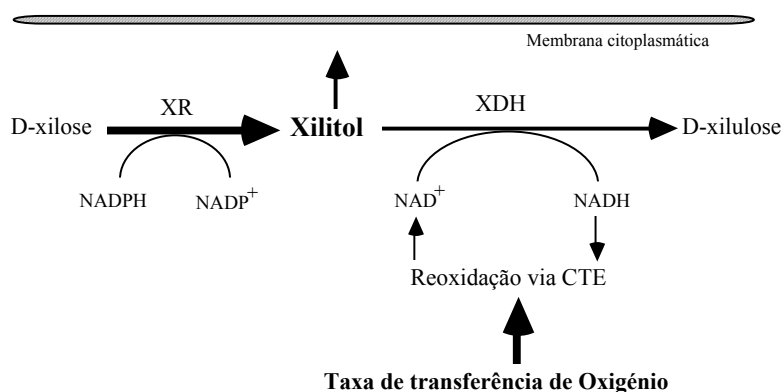 Membrana citoplasmática
XR
XDH
D-xilose
Xilitol
D-xilulose
NADPH
NADP+
NAD+
NADH
Reoxidação via CTE
Taxa de transferência de Oxigénio